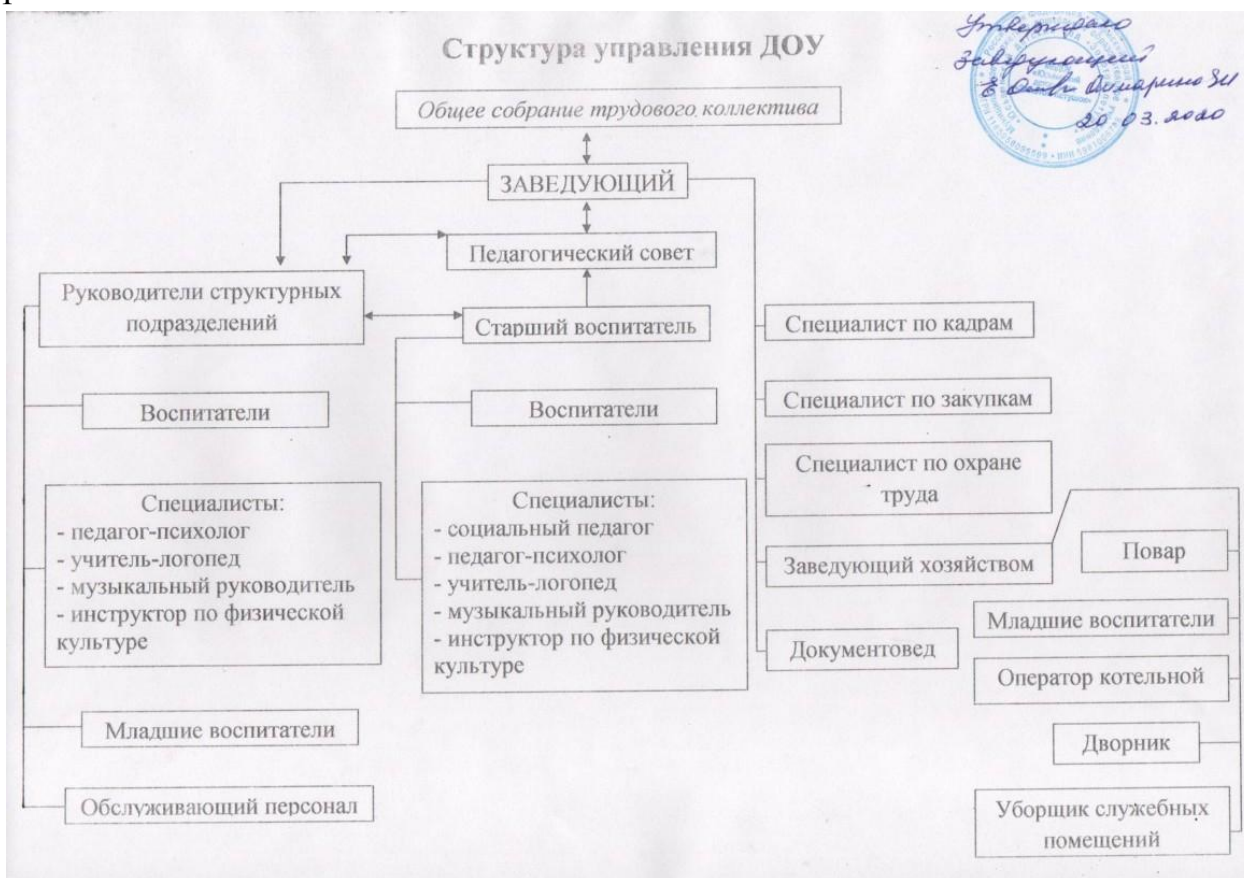 Структура управления ДОУ
Утверждаю
Заведующий
20 03.2020
Общее собрание трудового коллектива
ЗАВЕДУЮЩИЙ
Педагогический совет
Руководители структурных
подразделений
Старший воспитатель
Специалист по кадрам
Воспитатели
Воспитатели
Специалист по закупкам
Специалист по охране
труда
Специалисты:
- педагог-психолог
- учитель-логопед
- музыкальный руководитель
- инструктор по физической
культуре
Специалисты:
- социальный педагог
- педагог-психолог
- учитель-логопед
- музыкальный руководитель
- инструктор по физической
культуре
Заведующий хозяйством
Повар
Младшие воспитатели
Документовед
Оператор котельной
Младшие воспитатели
Дворник
Обслуживающий персонал
Уборщик служебных
помещений